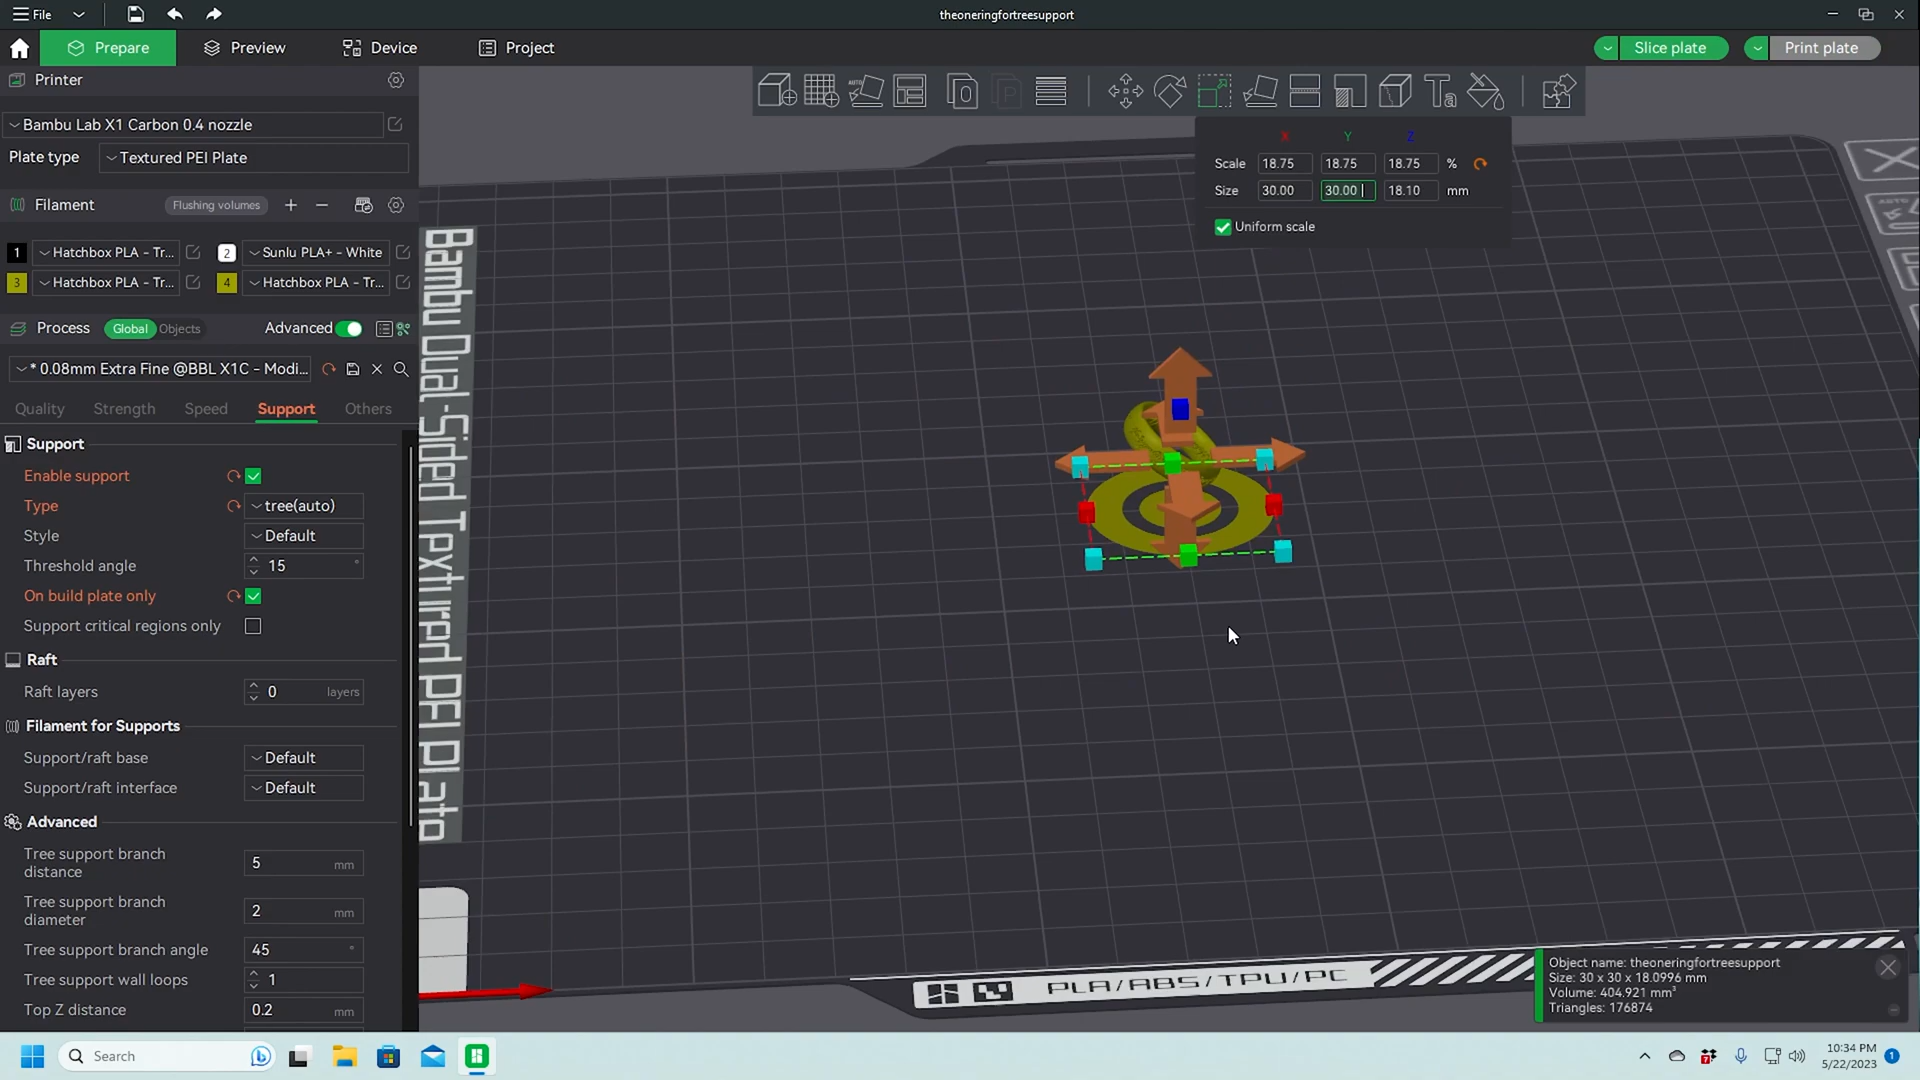 File
theoneringfortreesupport
Prepare
Preview
Device
Project
Slice plate
Print plate
Printer
Bambu Lab X1 Carbon 0.4 nozzle
Plate type
Textured PEI Plate
Filament
Flushing volumes
1
Hatchbox PLA - Tr...
2
Sunlu PLA+ - White
3
Hatchbox PLA - Tr...
4
Hatchbox PLA - Tr...
Process
Global
Objects
Advanced
* 0.08mm Extra Fine @BBL X1C - Modi...
Quality
Strength
Speed
Support
Others
Support
Enable support
Type
tree(auto)
Style
Default
Threshold angle
15 °
On build plate only
Support critical regions only
Raft
Raft layers
0 layers
Filament for Supports
Support/raft base
Default
Support/raft interface
Default
Advanced
Tree support branch
distance
5 mm
Tree support branch
diameter
2 mm
Tree support branch angle
45 °
Tree support wall loops
1
Top Z distance
0.2 mm
AUTO
P
Ta
X Y Z
Scale 18.75 18.75 18.75 %
Size 30.00 30.00 18.10 mm
Uniform scale
Bambu Dual-Sided Textured PEI Plate
AUTO
PLA/ABS/TPU/PC
Object name: theoneringfortreesupport
Size: 30 x 30 x 18.0996 mm
Volume: 404.921 mm³
Triangles: 176874
Search
10:34 PM
5/22/2023
1